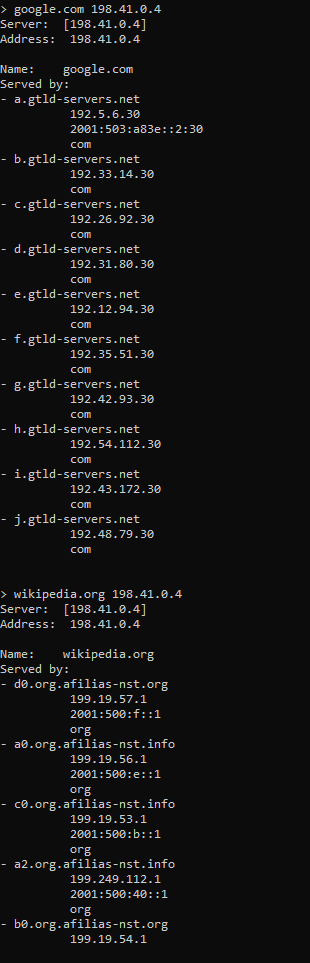 > google.com 198.41.0.4
Server:  [198.41.0.4]
Address:  198.41.0.4
Name:    google.com
Served by:
- a.gtld-servers.net
192.5.6.30
2001:503:a83e::2:30
com
- b.gtld-servers.net
192.33.14.30
com
- c.gtld-servers.net
192.26.92.30
com
- d.gtld-servers.net
192.31.80.30
com
- e.gtld-servers.net
192.12.94.30
com
- f.gtld-servers.net
192.35.51.30
com
- g.gtld-servers.net
192.42.93.30
com
- h.gtld-servers.net
192.54.112.30
com
- i.gtld-servers.net
192.43.172.30
com
- j.gtld-servers.net
192.48.79.30
com
> wikipedia.org 198.41.0.4
Server:  [198.41.0.4]
Address:  198.41.0.4
Name:    wikipedia.org
Served by:
- d0.org.afilias-nst.org
199.19.57.1
2001:500:f::1
org
- a0.org.afilias-nst.info
199.19.56.1
2001:500:e::1
org
- c0.org.afilias-nst.info
199.19.53.1
2001:500:b::1
org
- a2.org.afilias-nst.info
199.249.112.1
2001:500:40::1
org
- b0.org.afilias-nst.org
199.19.54.1